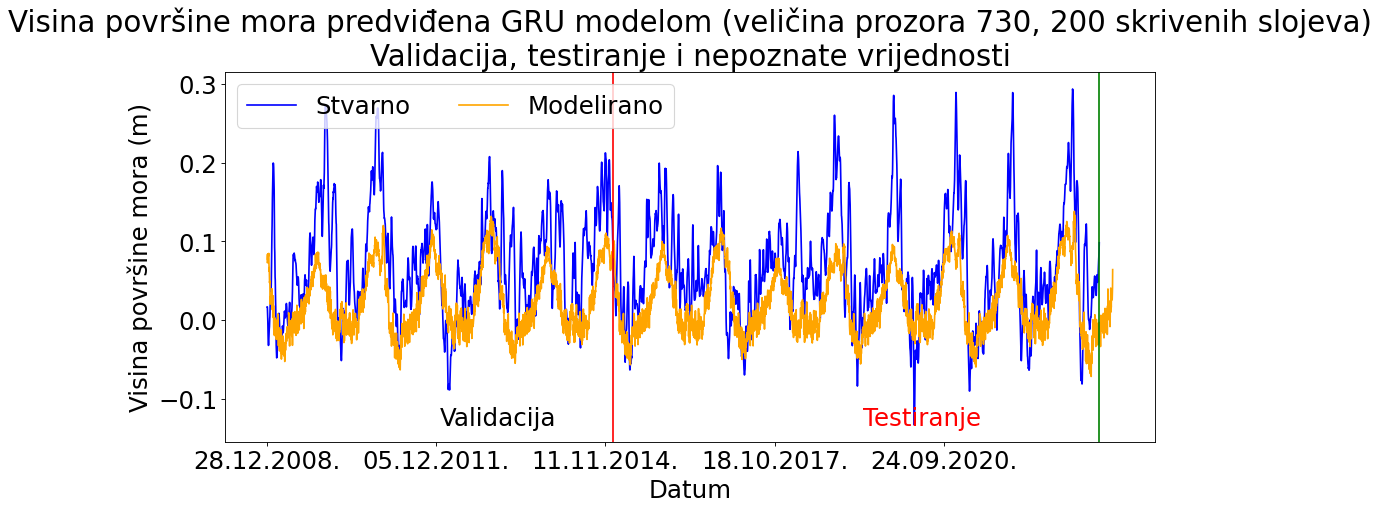 Visina površine mora predviđena GRU modelom (veličina prozora 730, 200 skrivenih slojeva)
Validacija, testiranje i nepoznate vrijednosti
Stvarno
Modelirano
Visina površine mora (m)
0.3
0.2
0.1
0.0
−0.1
Validacija
Testiranje
28.12.2008.
05.12.2011.
11.11.2014.
18.10.2017.
24.09.2020.
Datum